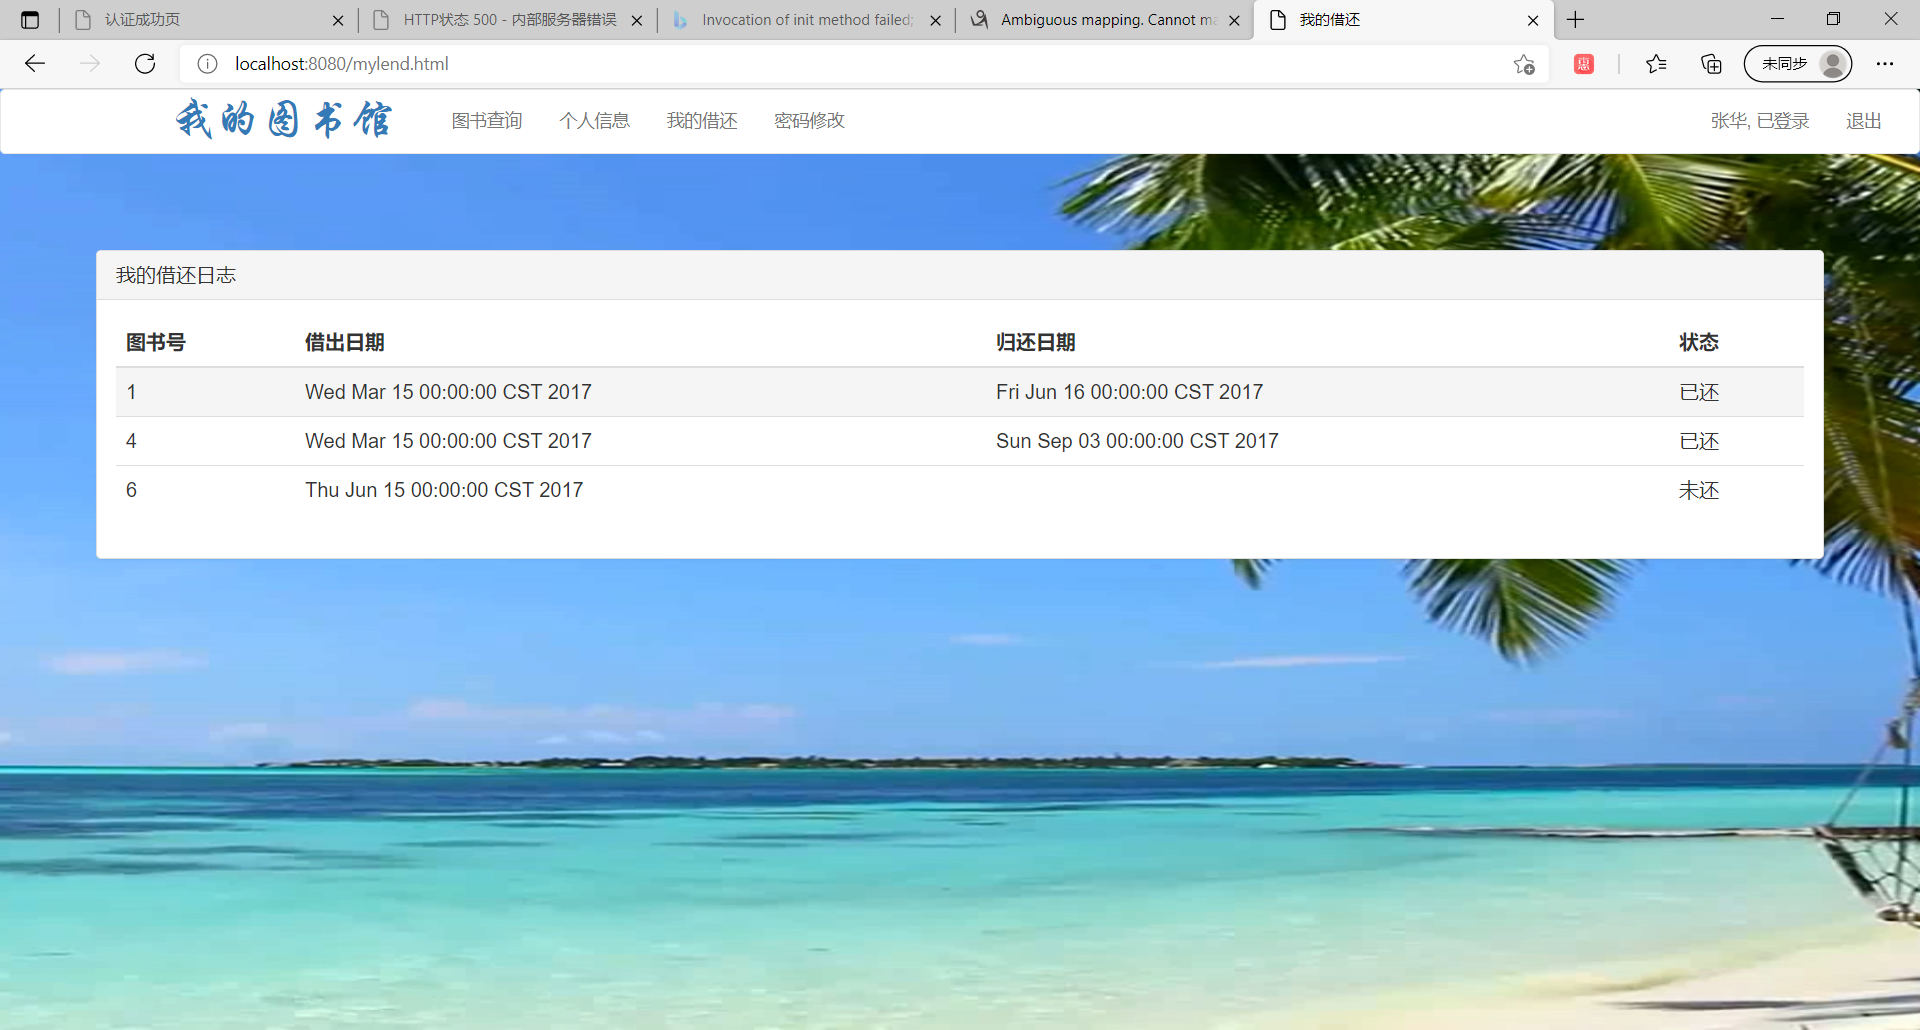 认证成功页
HTTP状态 500 - 内部服务器错误
Invocation of init method failed;
Ambiguous mapping. Cannot ma
我的借还
localhost:8080/mylend.html
惠
未同步
我的图书馆 图书查询 个人信息 我的借还 密码修改 张华, 已登录 退出
我的借还日志
图书号 借出日期 归还日期 状态
1 Wed Mar 15 00:00:00 CST 2017 Fri Jun 16 00:00:00 CST 2017 已还
4 Wed Mar 15 00:00:00 CST 2017 Sun Sep 03 00:00:00 CST 2017 已还
6 Thu Jun 15 00:00:00 CST 2017 未还